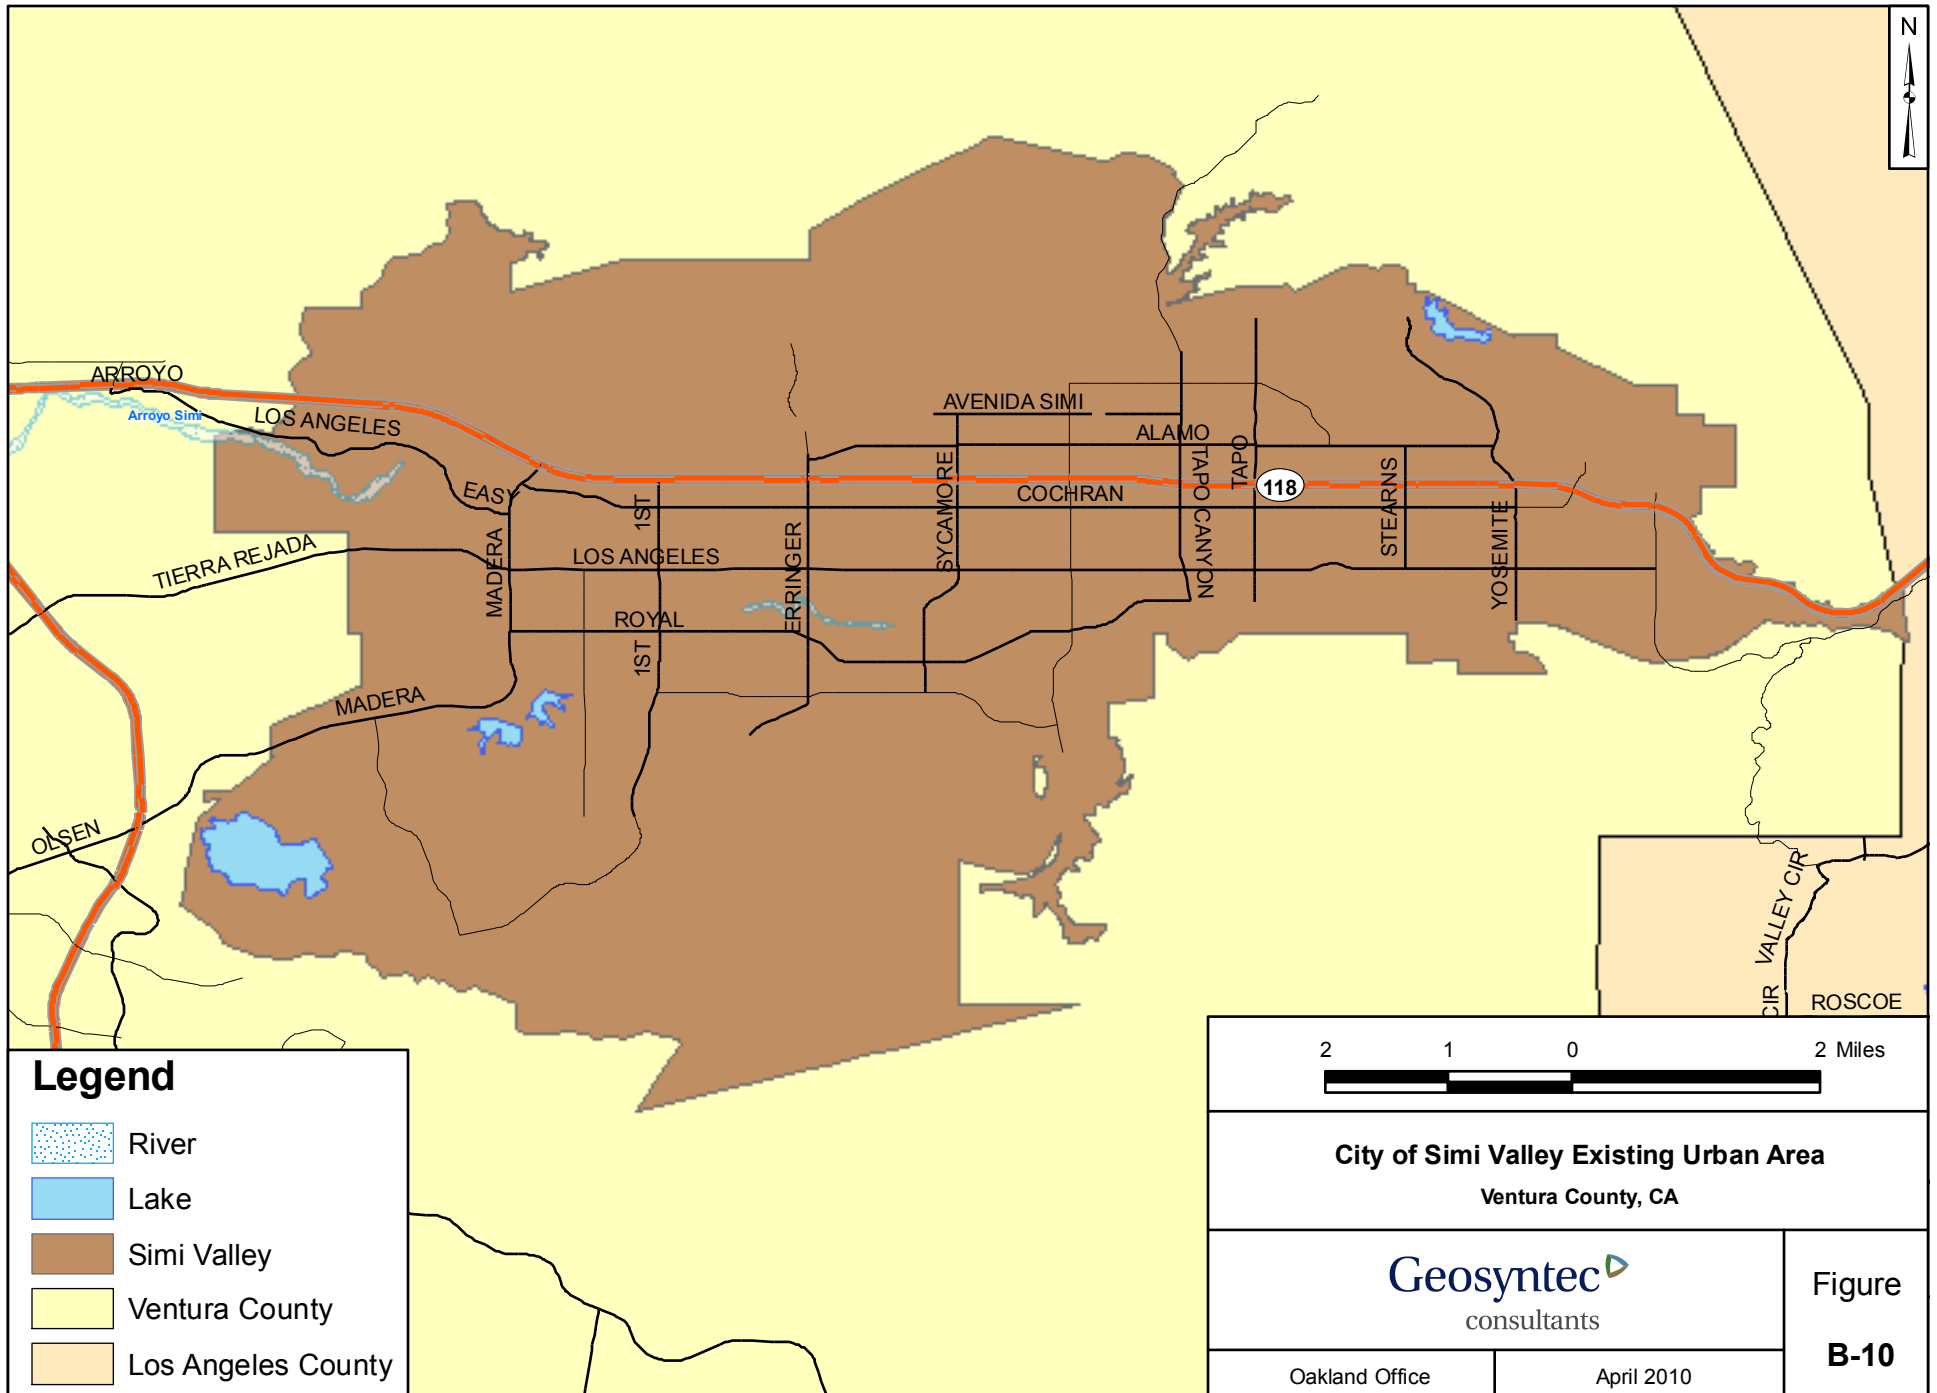 N
ARROYO
Arroyo Simi
LOS ANGELES
AVENIDA SIMI
ALAMO
EASY
1ST
SYCAMORE
COCHRAN
TAPO CANYON
TAPO
118
STEARNS
YOSEMITE
TIERRA REJADA
MADERA
LOS ANGELES
ERRINGER
ROYAL
1ST
MADERA
OLSEN
VALLEY CIR
CIR
ROSCOE
Legend
River
Lake
Simi Valley
Ventura County
Los Angeles County
2 1 0 2 Miles
City of Simi Valley Existing Urban Area
Ventura County, CA
Geosyntec
consultants
Figure
B-10
Oakland Office
April 2010